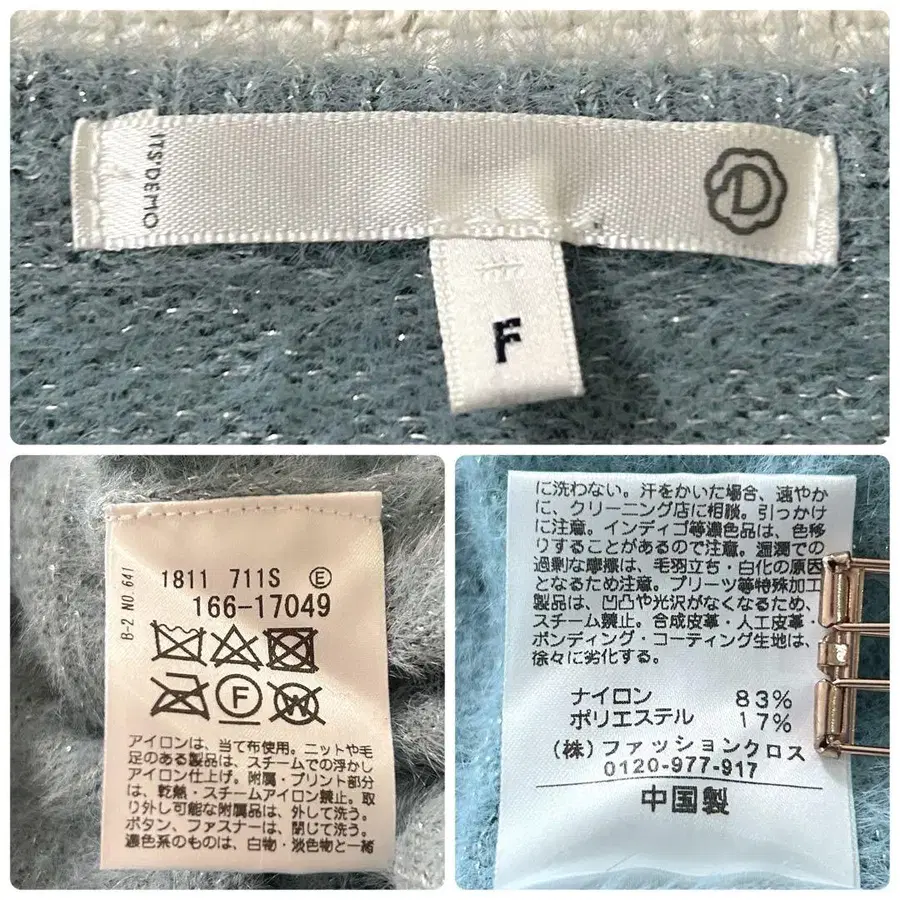 ITS'DEMO
D
F
B-2 NO.641
1811 711S E
166-17049
F
W
アイロンは、当て布使用。ニットや毛
足のある製品は、スチームでの浮かし
アイロン仕上げ。附属・プリント部分
は、乾熱・スチームアイロン禁止。取
り外し可能な附属品は、外して洗う。
ボタン、ファスナーは、閉じて洗う。
濃色系のものは、白物・淡色物と一緒
に洗わない。汗をかいた場合、速やか
に、クリーニング店に相談。引っかけ
に注意。インディゴ等濃色品は、色移
りすることがあるので注意。湿潤での
過剰な摩擦は、毛羽立ち・白化の原因
となるため注意。プリーツ等特殊加工
製品は、凹凸や光沢がなくなるため、
スチーム禁止。合成皮革・人工皮革・
ボンディング・コーティング生地は、
徐々に劣化する。
ナイロン 83%
ポリエステル 17%
(株)ファッションクロス
0120-977-917
中国製